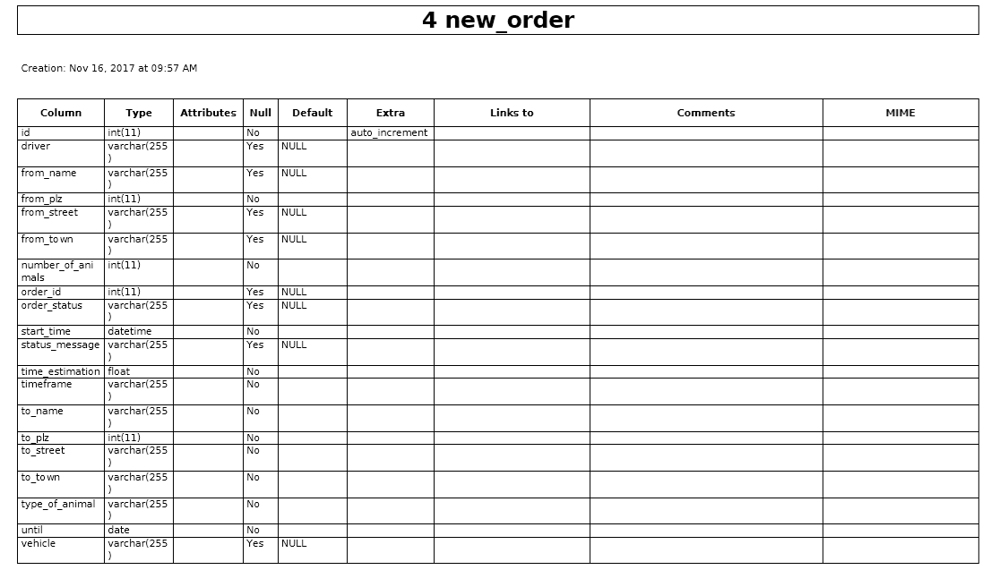 4 new_order
Creation: Nov 16, 2017 at 09:57 AM
Column Type Attributes Null Default Extra Links to Comments MIME
id int(11) No auto_increment
driver varchar(255 Yes NULL
)
from_name varchar(255 Yes NULL
)
from_plz int(11) No
from_street varchar(255 Yes NULL
)
from_town varchar(255 Yes NULL
)
number_of_ani int(11) No
mals
order_id int(11) Yes NULL
order_status varchar(255 Yes NULL
)
start_time datetime No
status_message varchar(255 Yes NULL
)
time_estimation float No
timeframe varchar(255 No
)
to_name varchar(255 No
)
to_plz int(11) No
to_street varchar(255 No
)
to_town varchar(255 No
)
type_of_animal varchar(255 No
)
until date No
vehicle varchar(255 Yes NULL
)